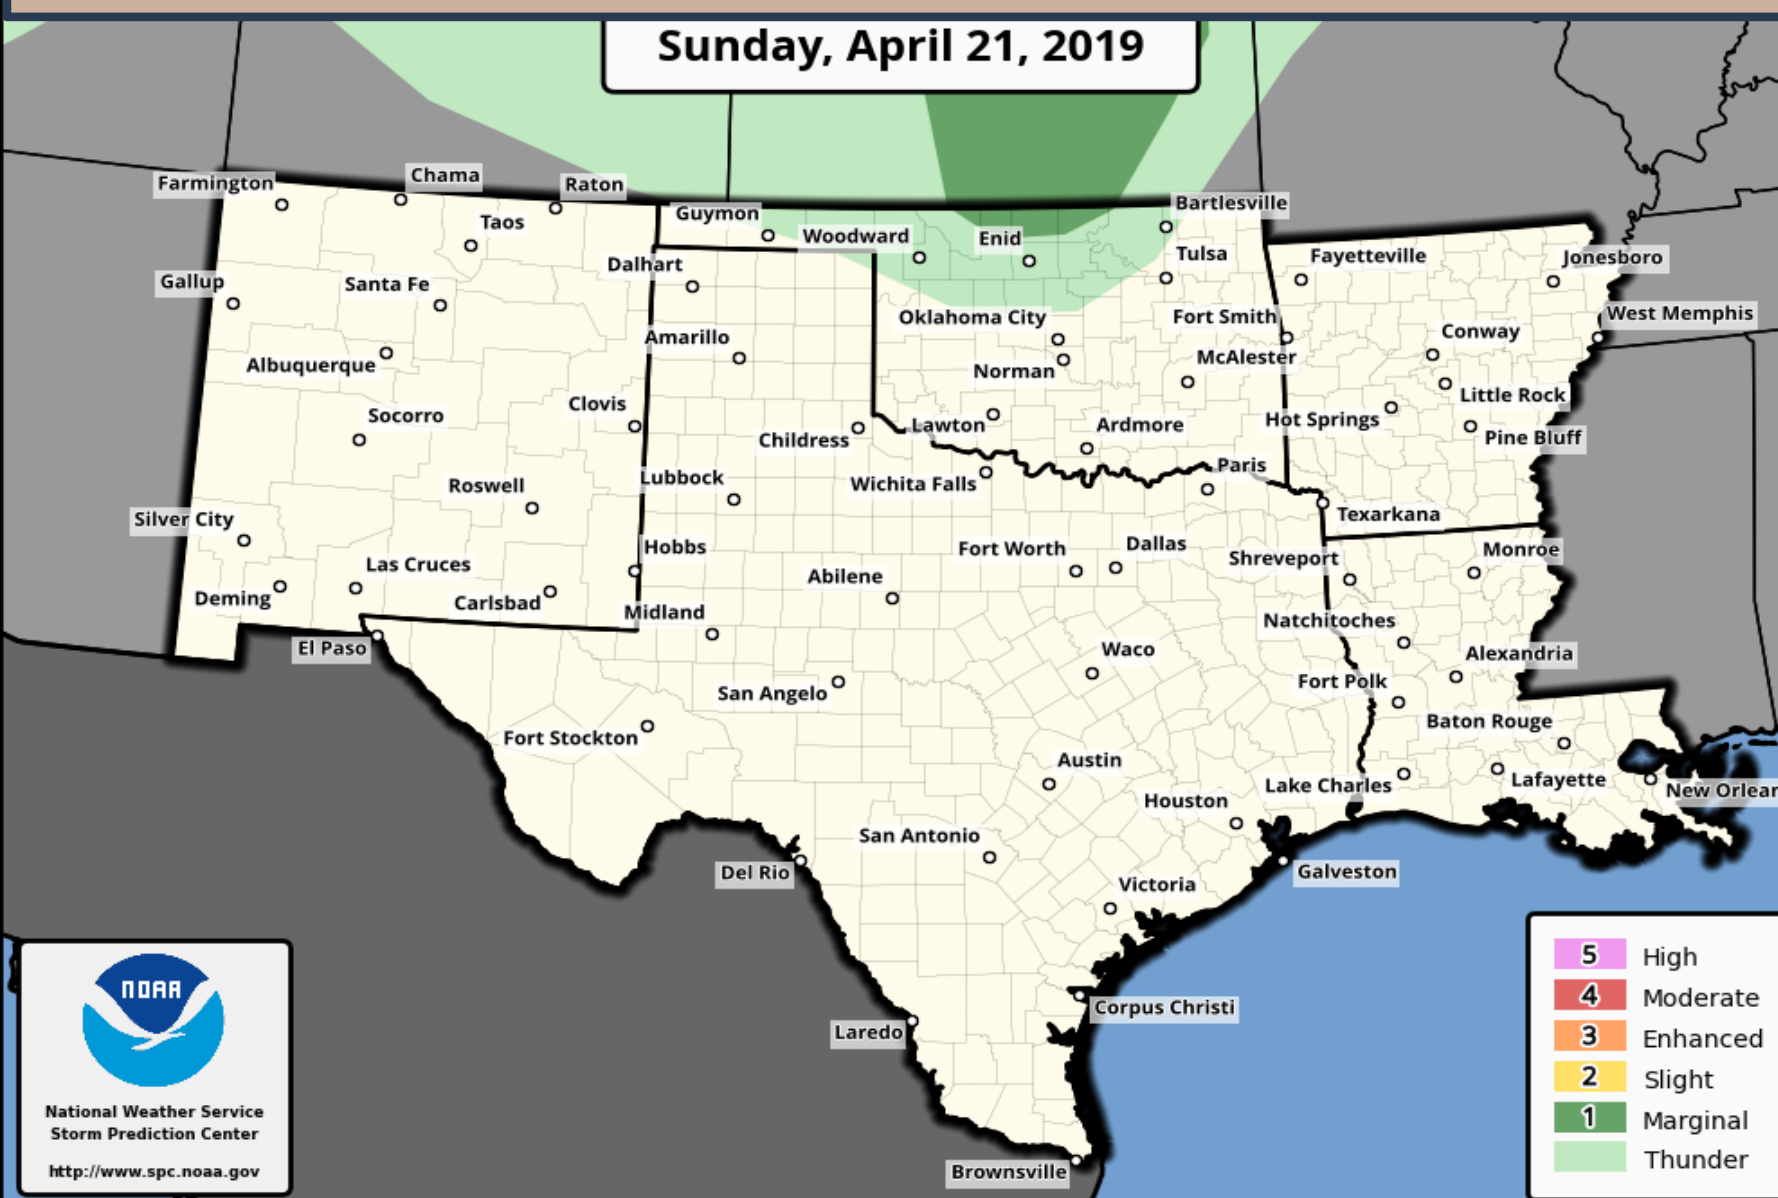 Sunday, April 21, 2019
Farmington
Chama
Raton
Taos
Guymon
Woodward
Enid
Bartlesville
Tulsa
Gallup
Santa Fe
Dalhart
Fayetteville
Jonesboro
Albuquerque
Amarillo
Oklahoma City
Fort Smith
West Memphis
Norman
McAlester
Conway
Little Rock
Socorro
Clovis
Childress
Lawton
Ardmore
Hot Springs
Pine Bluff
Roswell
Lubbock
Wichita Falls
Paris
Texarkana
Silver City
Las Cruces
Hobbs
Fort Worth
Dallas
Shreveport
Monroe
Deming
Carlsbad
Midland
Abilene
Natchitoches
El Paso
San Angelo
Waco
Fort Polk
Alexandria
Fort Stockton
Baton Rouge
Austin
Houston
Lake Charles
Lafayette
New Orlean
San Antonio
Del Rio
Victoria
Galveston
Corpus Christi
Laredo
Brownsville
NOAA
National Weather Service
Storm Prediction Center
http://www.spc.noaa.gov
5 High
4 Moderate
3 Enhanced
2 Slight
1 Marginal
Thunder